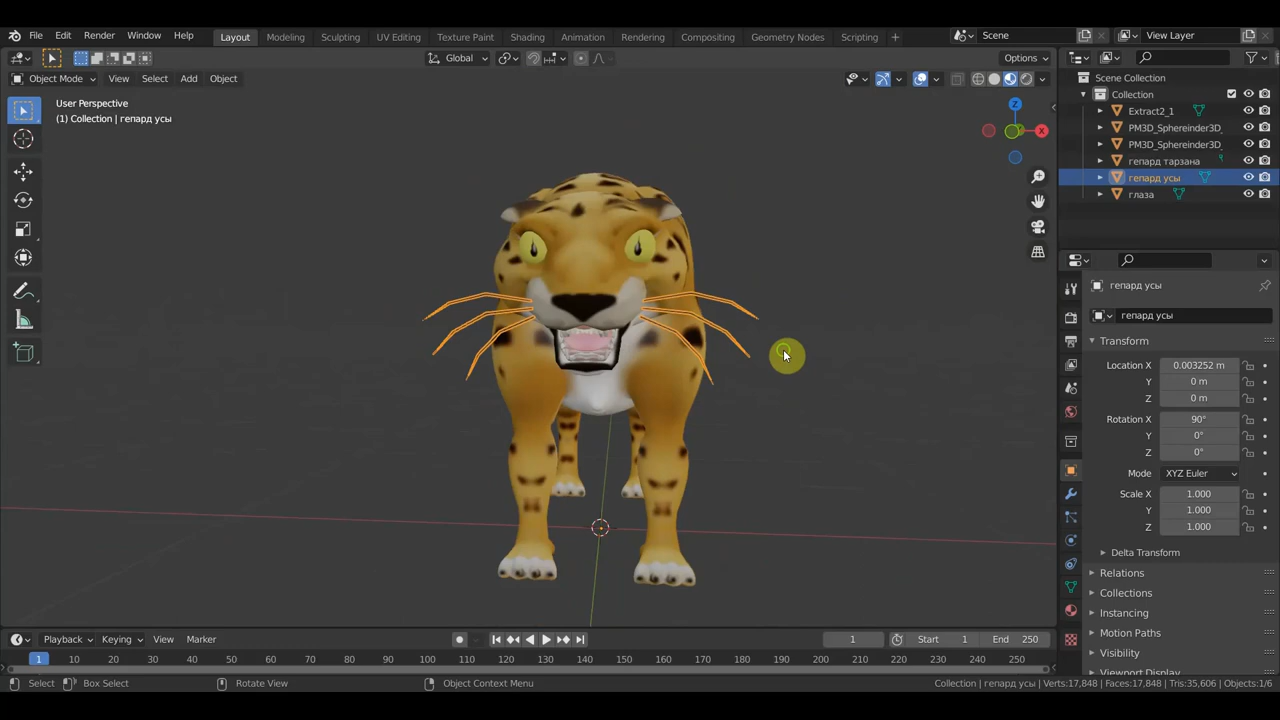 File Edit Render Window Help Layout Modeling Sculpting UV Editing Texture Paint Shading Animation Rendering Compositing Geometry Nodes Scripting Scene View Layer
Global Options
Object Mode View Select Add Object
User Perspective
(1) Collection | гепард усы
Z
X
Scene Collection
Collection
Extract2_1
PM3D_Sphereinder3D_
PM3D_Sphereinder3D_
гепард тарзана
гепард усы
глаза
гепард усы
гепард усы
Transform
Location X 0.003252 m
Y 0 m
Z 0 m
Rotation X 90°
Y 0°
Z 0°
Mode XYZ Euler
Scale X 1.000
Y 1.000
Z 1.000
Delta Transform
Relations
Collections
Instancing
Motion Paths
Visibility
Viewport Display
Playback Keying View Marker 1 Start 1 End 250
1 10 20 30 40 50 60 70 80 90 100 110 120 130 140 150 160 170 180 190 200 210 220 230 240 250
Select Box Select Rotate View Object Context Menu Collection | гепард усы | Verts:17,848 | Faces:17,848 | Tris:35,606 | Objects:1/6